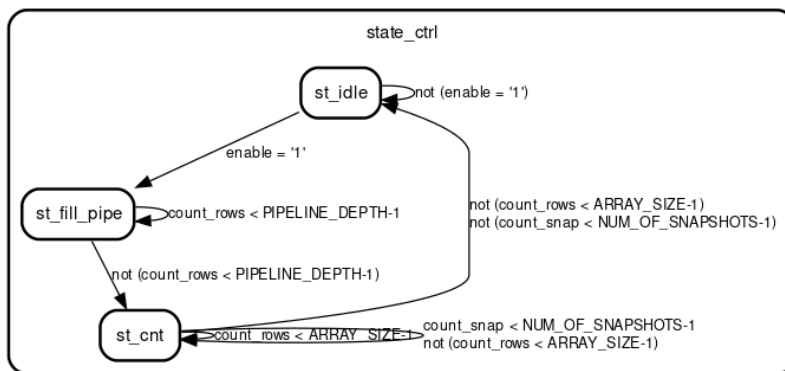 state_ctrl
st_idle
not (enable = '1')
enable = '1'
st_fill_pipe
count_rows < PIPELINE_DEPTH-1
not (count_rows < ARRAY_SIZE-1)
not (count_snap < NUM_OF_SNAPSHOTS-1)
not (count_rows < PIPELINE_DEPTH-1)
st_cnt
count_rows < ARRAY_SIZE-1
count_snap < NUM_OF_SNAPSHOTS-1
not (count_rows < ARRAY_SIZE-1)